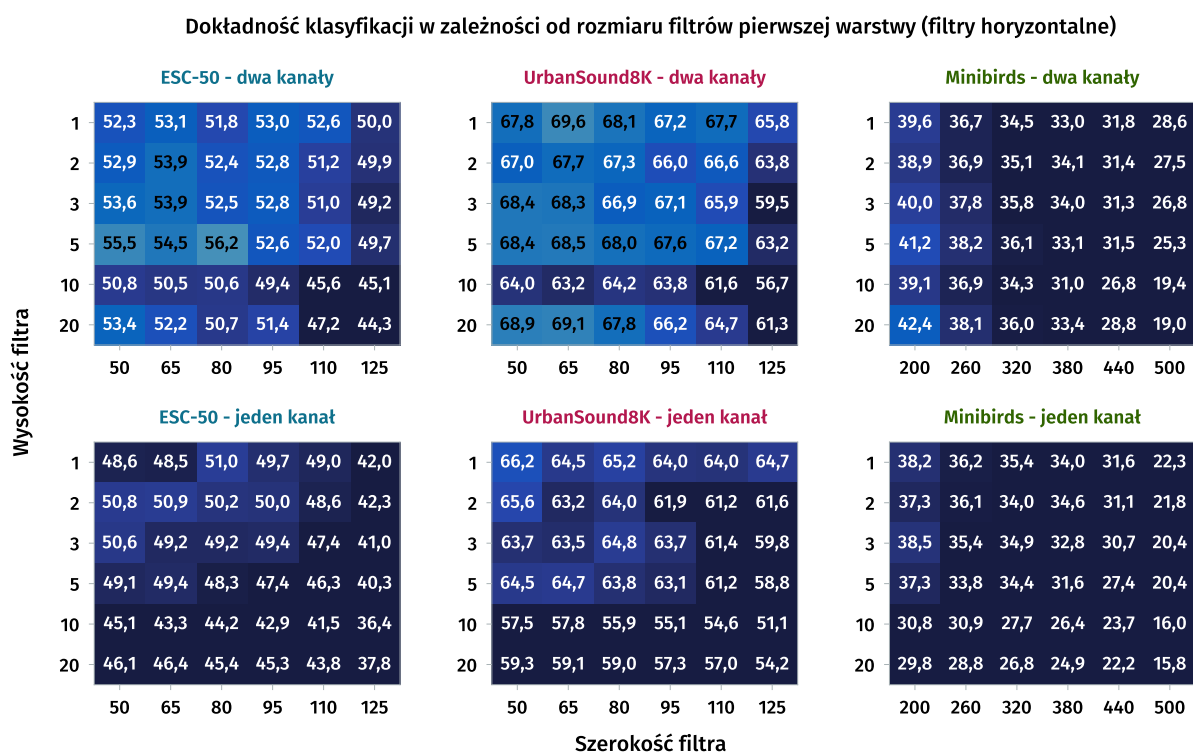 Dokładność klasyfikacji w zależności od rozmiaru filtrów pierwszej warstwy (filtry horyzontalne)
ESC-50 - dwa kanały
1 52,3 53,1 51,8 53,0 52,6 50,0
2 52,9 53,9 52,4 52,8 51,2 49,9
3 53,6 53,9 52,5 52,8 51,0 49,2
5 55,5 54,5 56,2 52,6 52,0 49,7
10 50,8 50,5 50,6 49,4 45,6 45,1
20 53,4 52,2 50,7 51,4 47,2 44,3
50 65 80 95 110 125
UrbanSound8K - dwa kanały
1 67,8 69,6 68,1 67,2 67,7 65,8
2 67,0 67,7 67,3 66,0 66,6 63,8
3 68,4 68,3 66,9 67,1 65,9 59,5
5 68,4 68,5 68,0 67,6 67,2 63,2
10 64,0 63,2 64,2 63,8 61,6 56,7
20 68,9 69,1 67,8 66,2 64,7 61,3
50 65 80 95 110 125
Minibirds - dwa kanały
1 39,6 36,7 34,5 33,0 31,8 28,6
2 38,9 36,9 35,1 34,1 31,4 27,5
3 40,0 37,8 35,8 34,0 31,3 26,8
5 41,2 38,2 36,1 33,1 31,5 25,3
10 39,1 36,9 34,3 31,0 26,8 19,4
20 42,4 38,1 36,0 33,4 28,8 19,0
200 260 320 380 440 500
Wysokość filtra
ESC-50 - jeden kanał
1 48,6 48,5 51,0 49,7 49,0 42,0
2 50,8 50,9 50,2 50,0 48,6 42,3
3 50,6 49,2 49,2 49,4 47,4 41,0
5 49,1 49,4 48,3 47,4 46,3 40,3
10 45,1 43,3 44,2 42,9 41,5 36,4
20 46,1 46,4 45,4 45,3 43,8 37,8
50 65 80 95 110 125
UrbanSound8K - jeden kanał
1 66,2 64,5 65,2 64,0 64,0 64,7
2 65,6 63,2 64,0 61,9 61,2 61,6
3 63,7 63,5 64,8 63,7 61,4 59,8
5 64,5 64,7 63,8 63,1 61,2 58,8
10 57,5 57,8 55,9 55,1 54,6 51,1
20 59,3 59,1 59,0 57,3 57,0 54,2
50 65 80 95 110 125
Minibirds - jeden kanał
1 38,2 36,2 35,4 34,0 31,6 22,3
2 37,3 36,1 34,0 34,6 31,1 21,8
3 38,5 35,4 34,9 32,8 30,7 20,4
5 37,3 33,8 34,4 31,6 27,4 20,4
10 30,8 30,9 27,7 26,4 23,7 16,0
20 29,8 28,8 26,8 24,9 22,2 15,8
200 260 320 380 440 500
Szerokość filtra